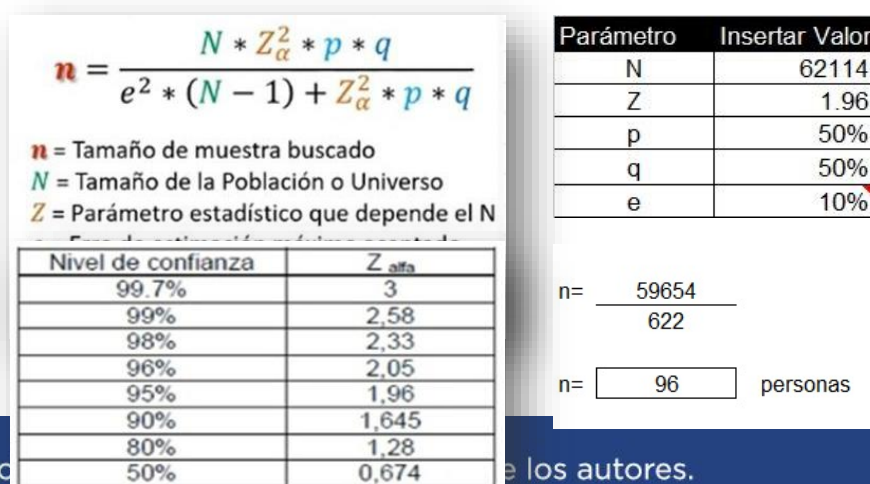 n = N * Z²α * p * q / e² * (N − 1) + Z²α * p * q
n = Tamaño de muestra buscado
N = Tamaño de la Población o Universo
Z = Parámetro estadístico que depende el N
Nivel de confianza Z alfa
99.7% 3
99% 2,58
98% 2,33
96% 2,05
95% 1,96
90% 1,645
80% 1,28
50% 0,674
Parámetro Insertar Valor
N 62114
Z 1.96
p 50%
q 50%
e 10%
n= 59654
622
n= 96 personas
los autores.